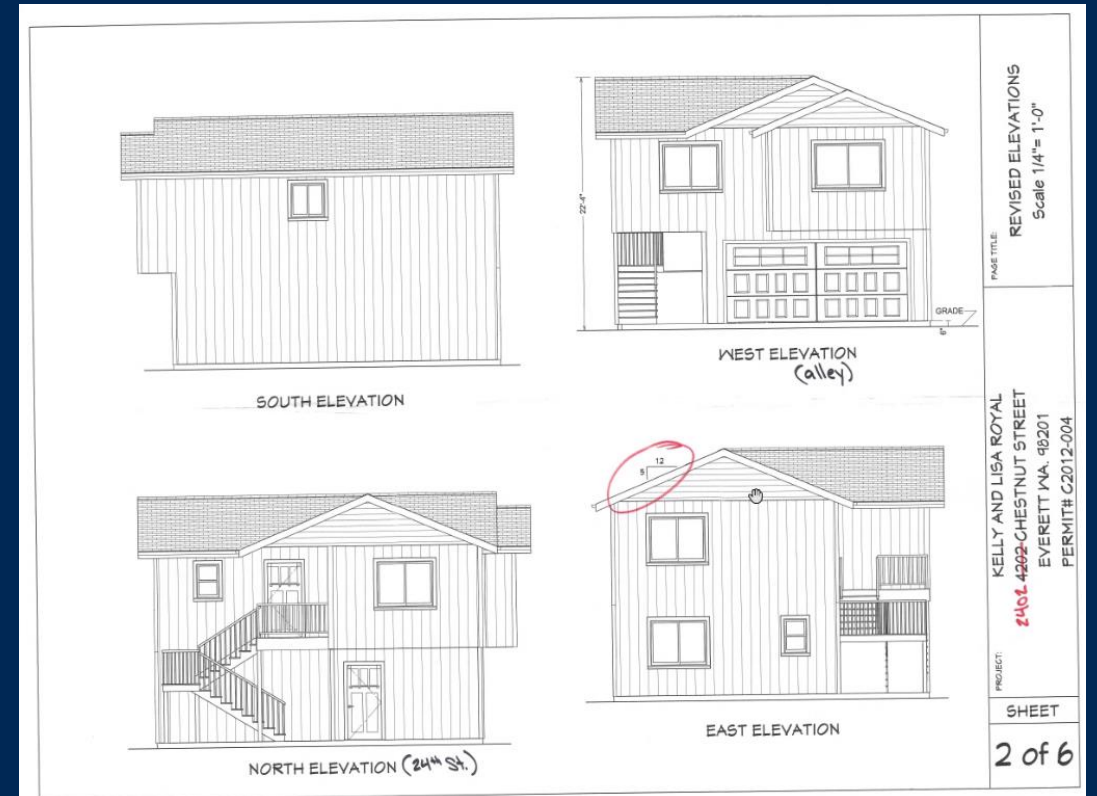 SOUTH ELEVATION
22'-4"
GRADE
6"
WEST ELEVATION
(alley)
NORTH ELEVATION (24th St.)
12
5
EAST ELEVATION
PAGE TITLE:
REVISED ELEVATIONS
Scale 1/4"= 1'-0"
PROJECT:
KELLY AND LISA ROYAL
2402 4202 CHESTNUT STREET
EVERETT WA. 98201
PERMIT# C2012-004
SHEET
2 of 6